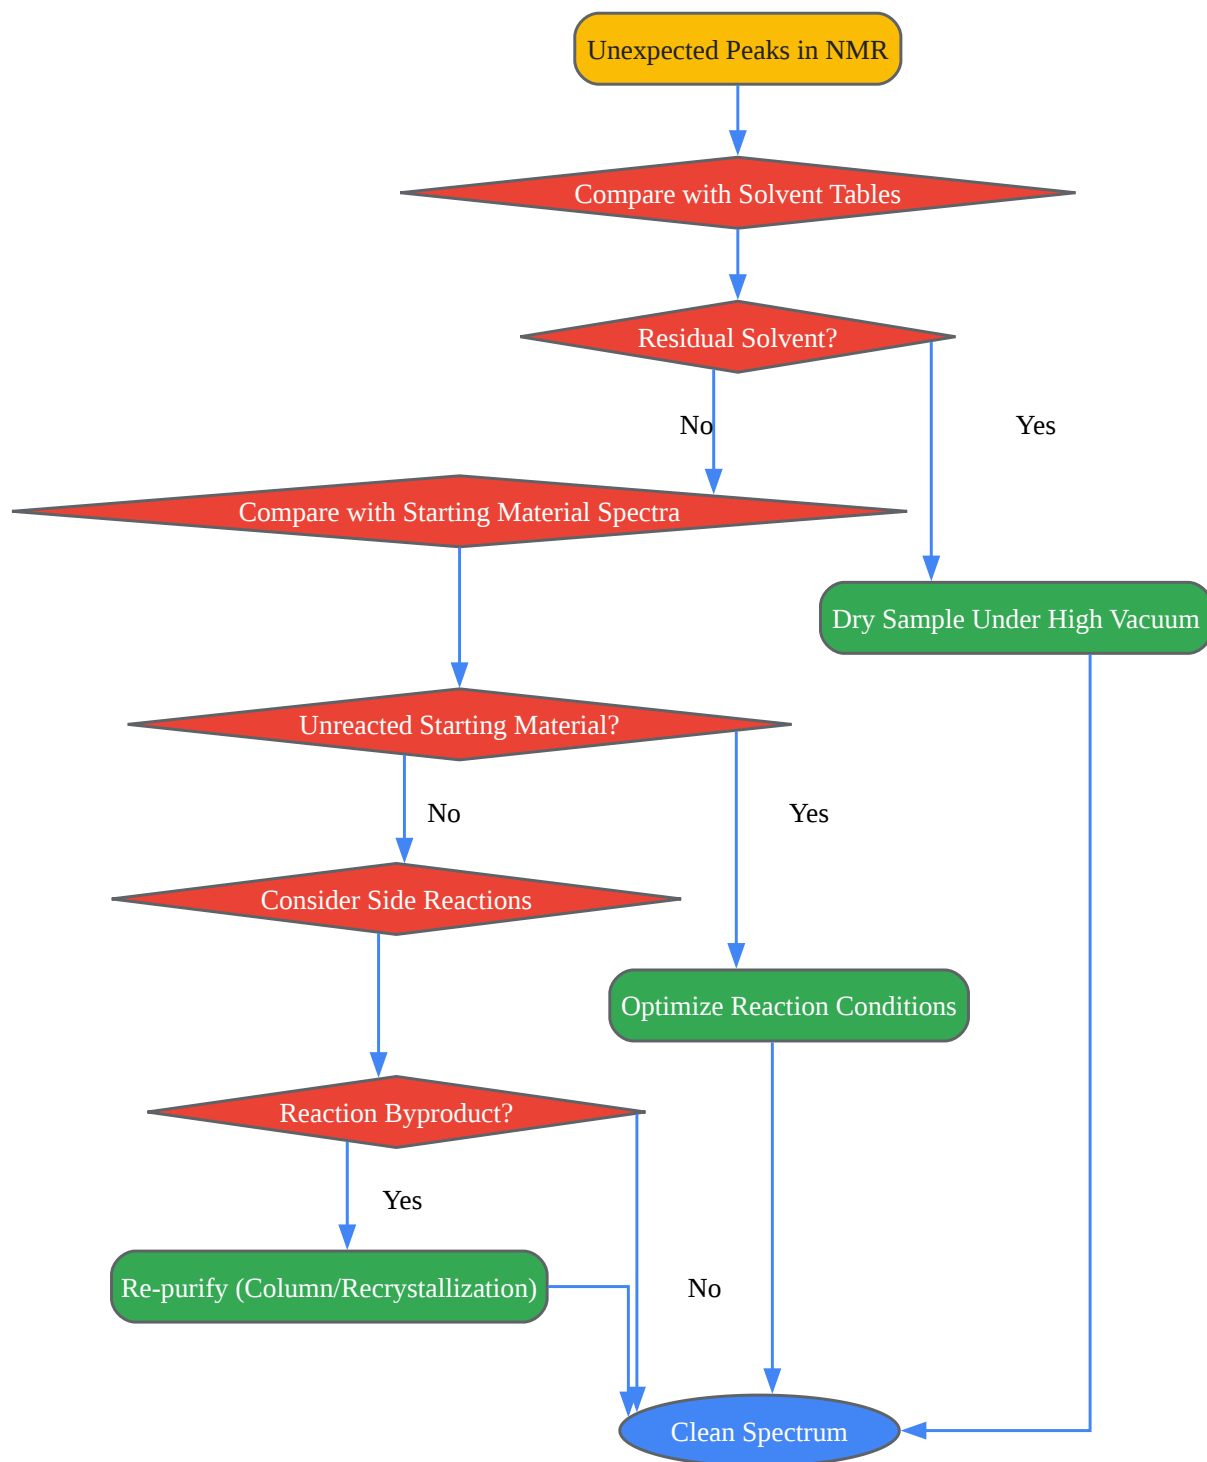 Unexpected Peaks in NMR
Compare with Solvent Tables
Residual Solvent?
No
Yes
Compare with Starting Material Spectra
Dry Sample Under High Vacuum
Unreacted Starting Material?
No
Yes
Consider Side Reactions
Optimize Reaction Conditions
Reaction Byproduct?
Yes
Re-purify (Column/Recrystallization)
No
Clean Spectrum